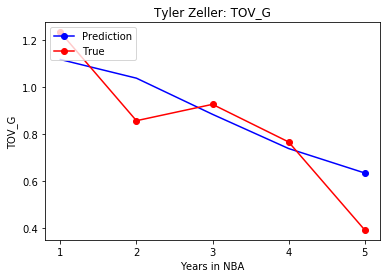 Tyler Zeller: TOV_G
Prediction
True
1.2
1.0
0.8
0.6
0.4
TOV_G
1 2 3 4 5
Years in NBA